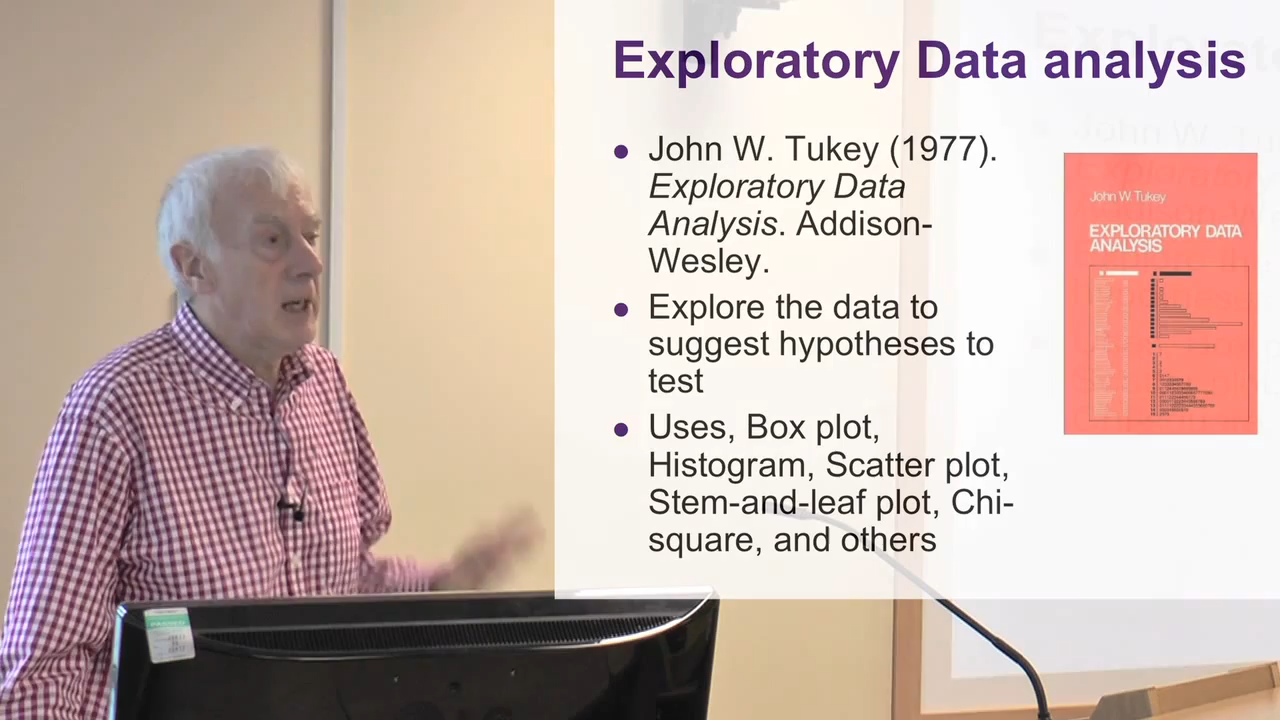 Exploratory Data analysis
● John W. Tukey (1977).
Exploratory Data
Analysis. Addison-
Wesley.
● Explore the data to
suggest hypotheses to
test
● Uses, Box plot,
Histogram, Scatter plot,
Stem-and-leaf plot, Chi-
square, and others
John W. Tukey
EXPLORATORY DATA
ANALYSIS
PASSED